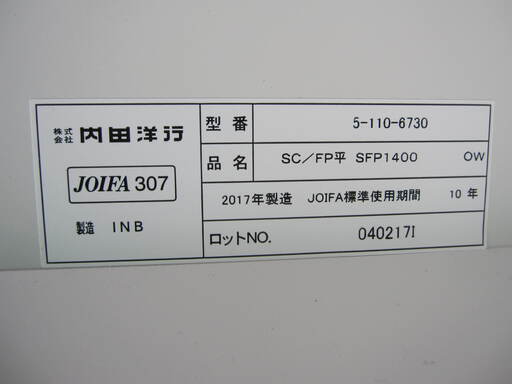 株式会社 内田洋行
JOIFA 307
製造 INB
型番 5-110-6730
品名 SC／FP平 SFP1400 OW
2017年製造 JOIFA標準使用期間 10年
ロットNO. 040217I